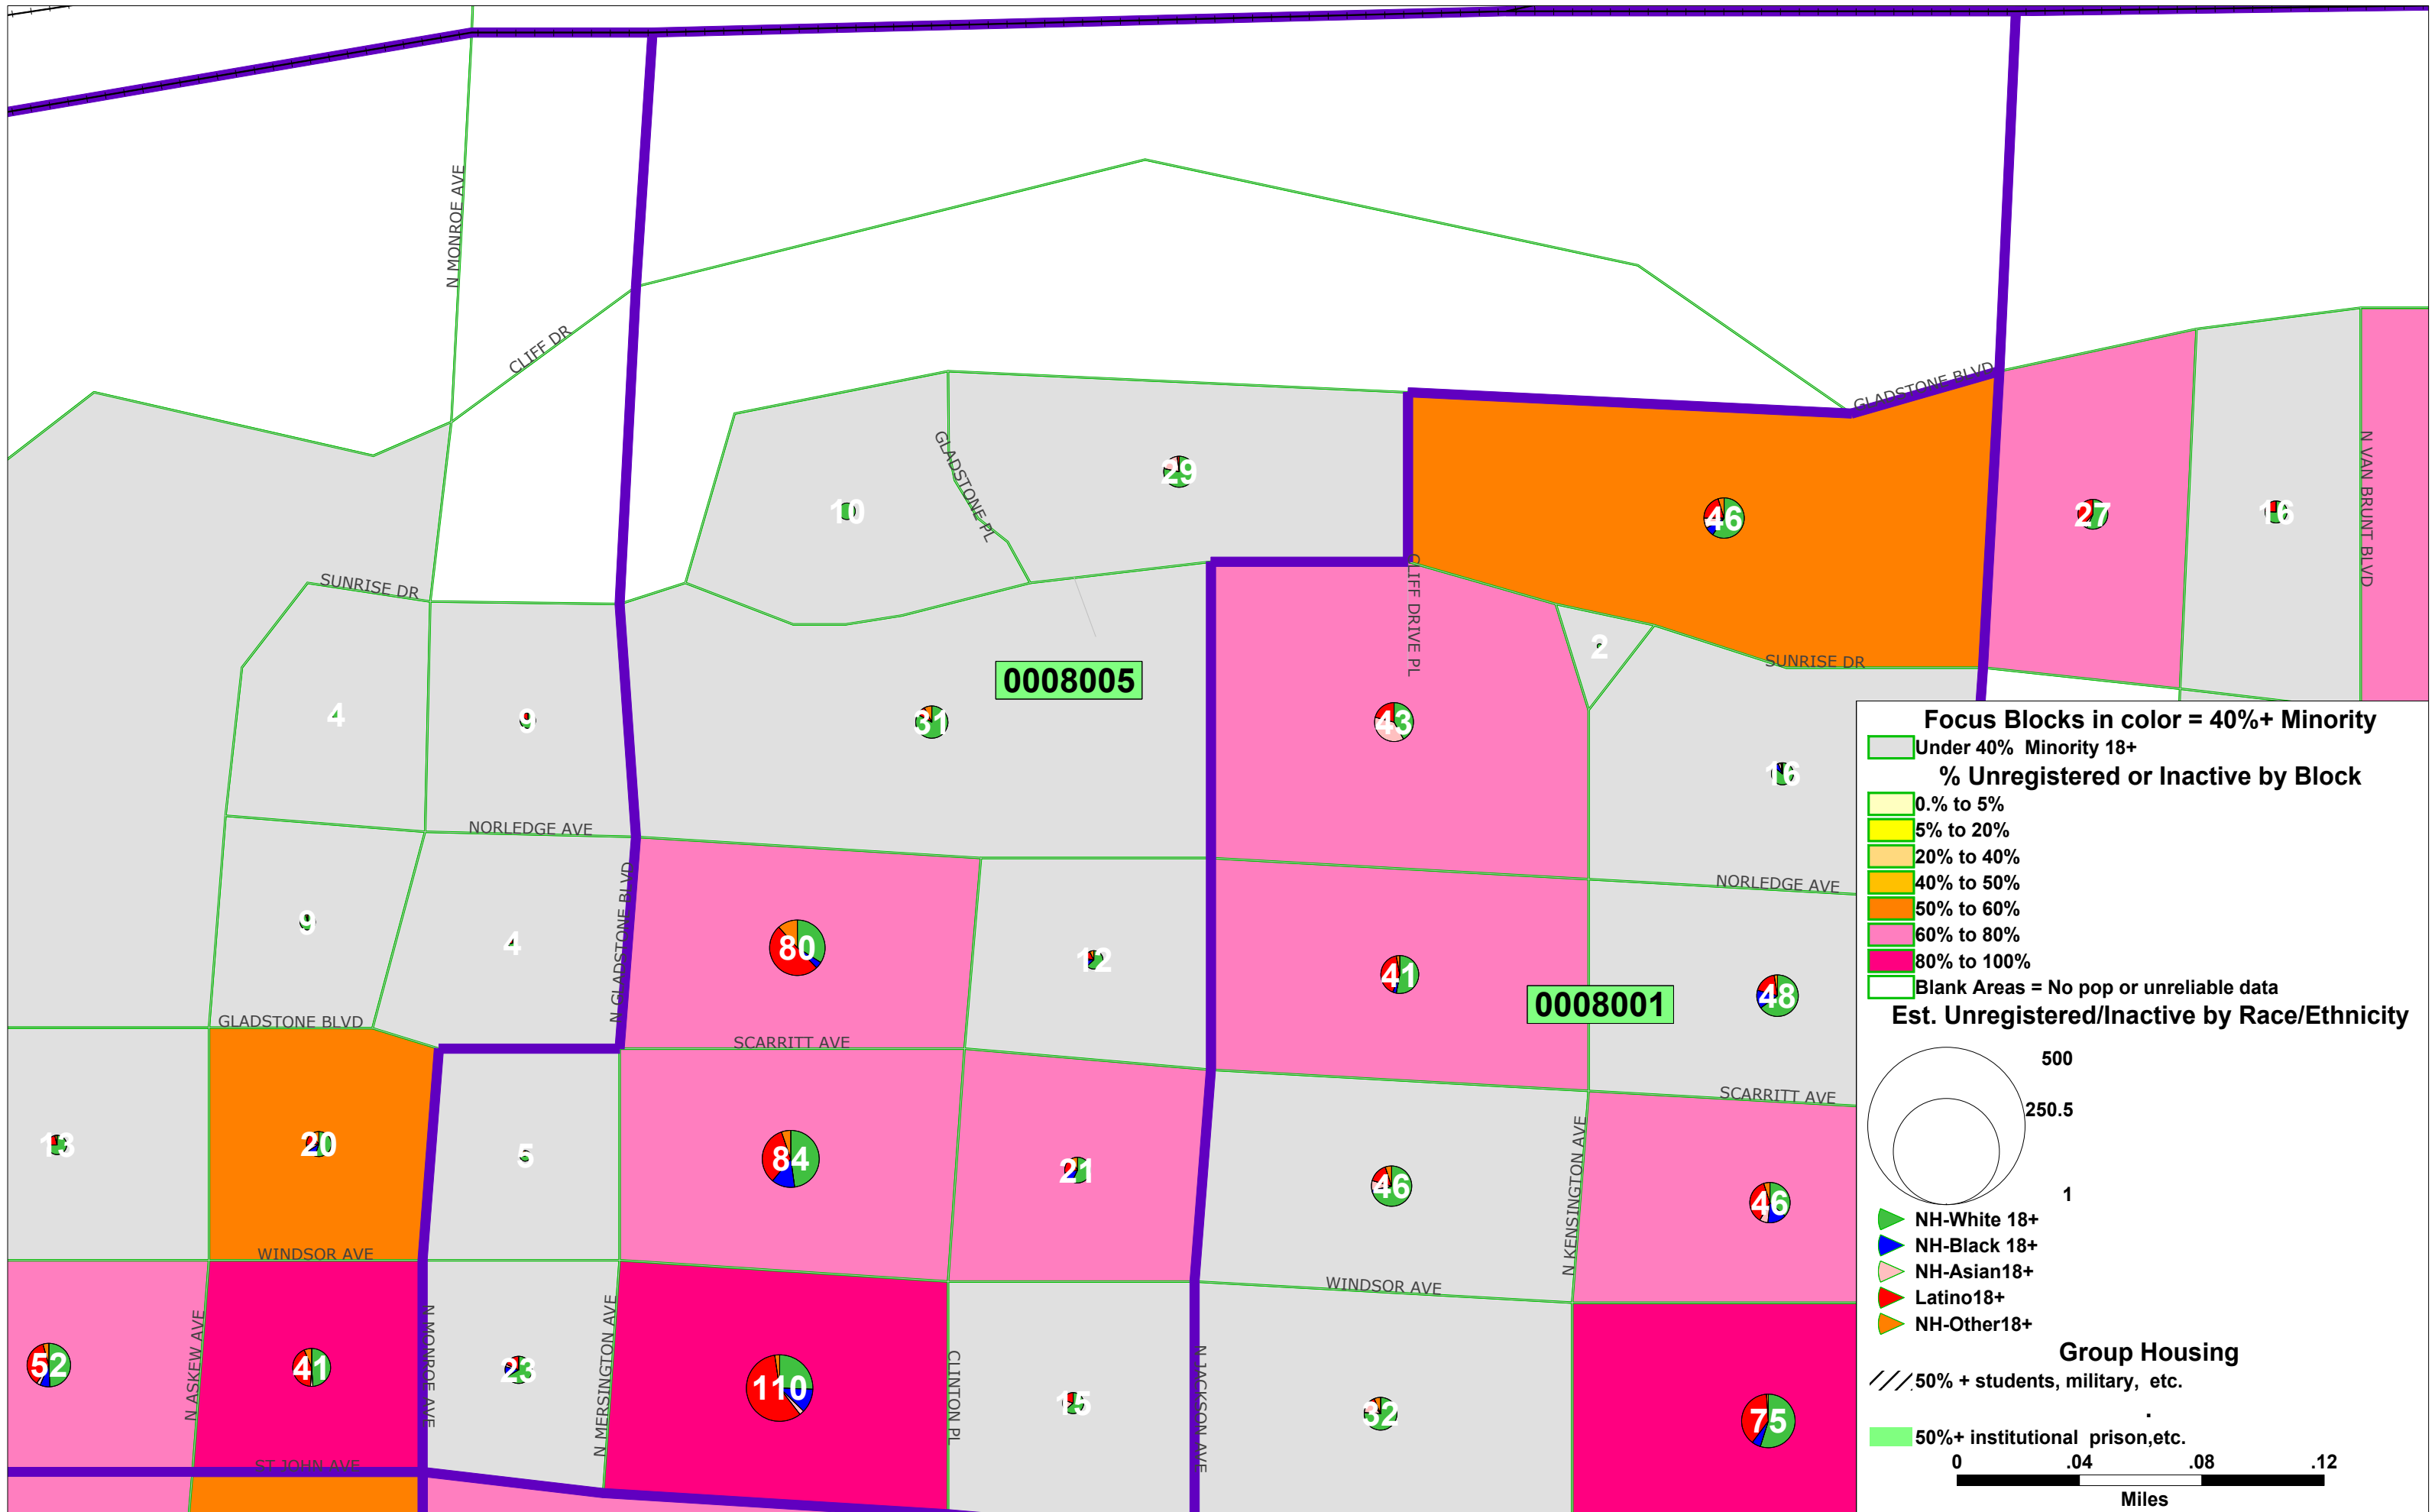 N MONROE AVE
CLIFF DR
GLADSTONE BLVD
GLADSTONE PL
N VAN BRUNT BLVD
29
10
46
27
16
CLIFF DRIVE PL
SUNRISE DR
2
SUNRISE DR
0008005
4
9
31
43
16
NORLEDGE AVE
N GLADSTONE BLVD
NORLEDGE AVE
9
4
80
12
41
48
0008001
GLADSTONE BLVD
SCARRITT AVE
SCARRITT AVE
13
20
5
84
21
46
46
N KENSINGTON AVE
WINDSOR AVE
WINDSOR AVE
N ASKEW AVE
N MONROE AVE
N MERSINGTON AVE
CLINTON PL
N JACKSON AVE
52
41
23
110
15
32
75
ST JOHN AVE
Focus Blocks in color = 40%+ Minority
Under 40% Minority 18+
% Unregistered or Inactive by Block
0.% to 5%
5% to 20%
20% to 40%
40% to 50%
50% to 60%
60% to 80%
80% to 100%
Blank Areas = No pop or unreliable data
Est. Unregistered/Inactive by Race/Ethnicity
500
250.5
1
NH-White 18+
NH-Black 18+
NH-Asian18+
Latino18+
NH-Other18+
Group Housing
50% + students, military, etc.
.
50%+ institutional prison,etc.
0 .04 .08 .12
Miles